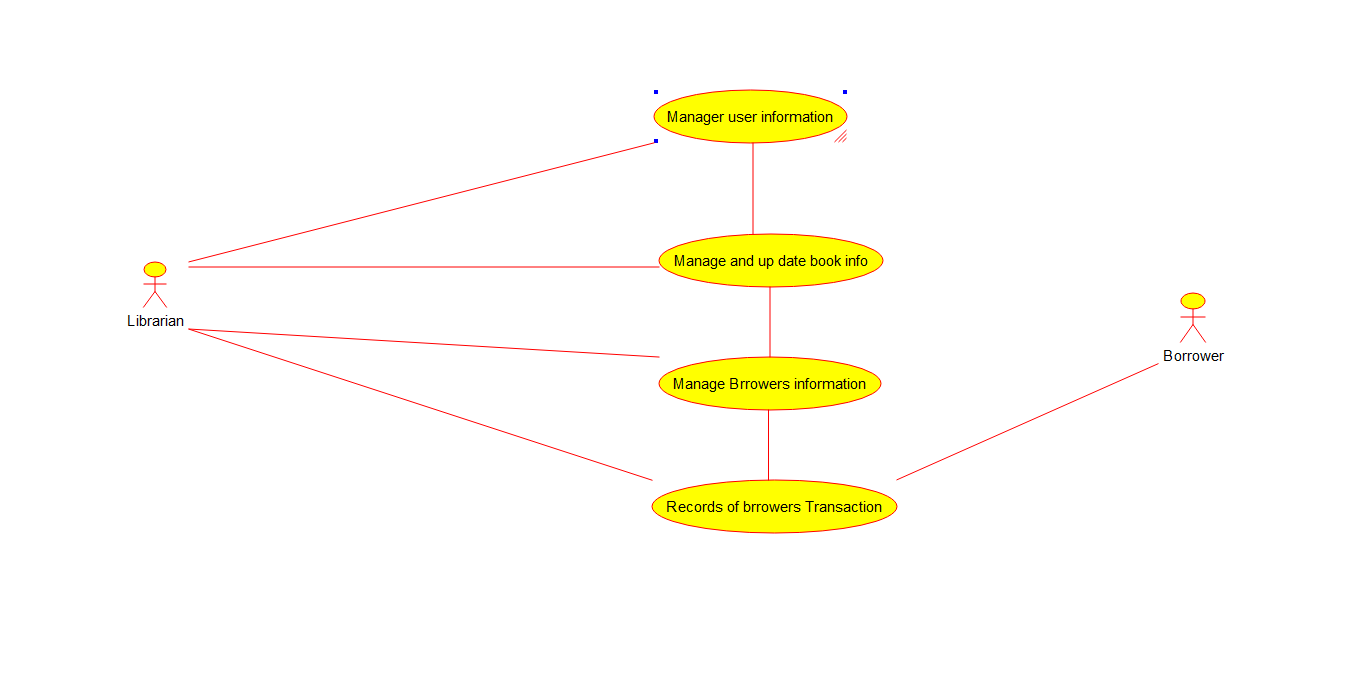 Manager user information
Manage and up date book info
Librarian
Borrower
Manage Brrowers information
Records of brrowers Transaction